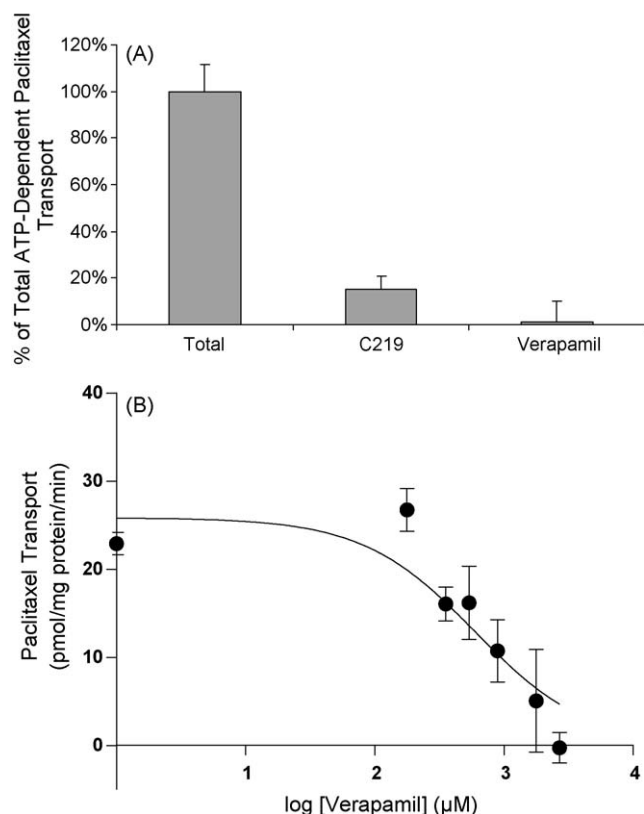 (A)
% of Total ATP-Dependent Paclitaxel
Transport
120%
100%
80%
60%
40%
20%
0%
Total C219 Verapamil
(B)
Paclitaxel Transport
(pmol/mg protein/min)
40
30
20
10
0
1 2 3 4
log [Verapamil] (µM)